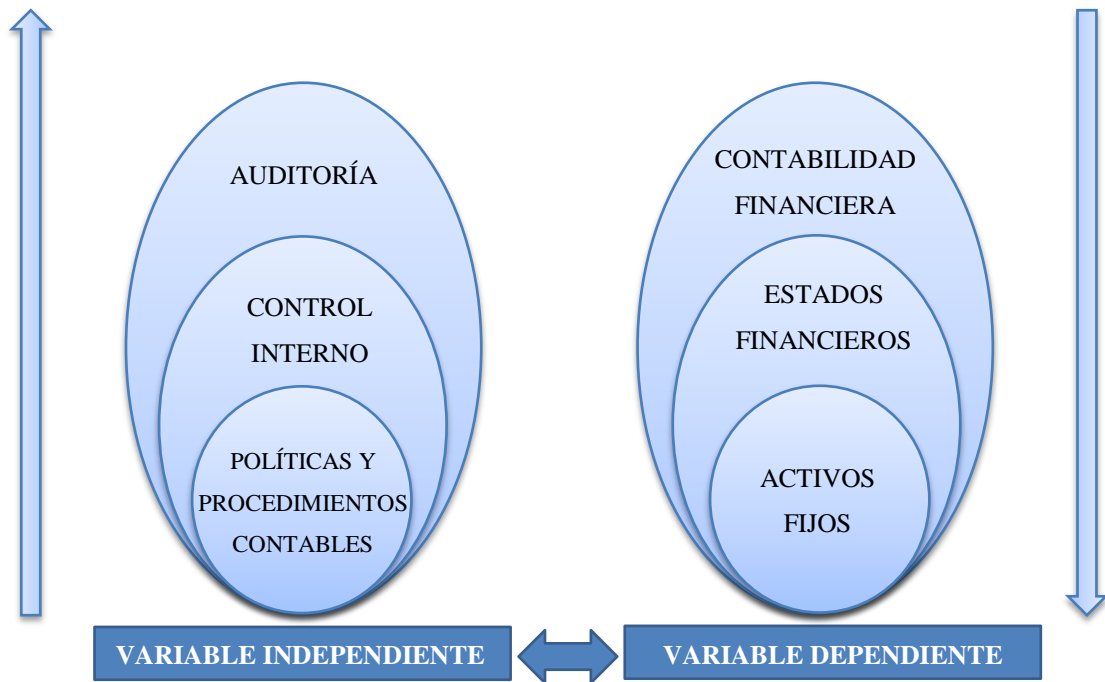 AUDITORÍA
CONTROL
INTERNO
POLÍTICAS Y
PROCEDIMIENTOS
CONTABLES
VARIABLE INDEPENDIENTE
CONTABILIDAD
FINANCIERA
ESTADOS
FINANCIEROS
ACTIVOS
FIJOS
VARIABLE DEPENDIENTE